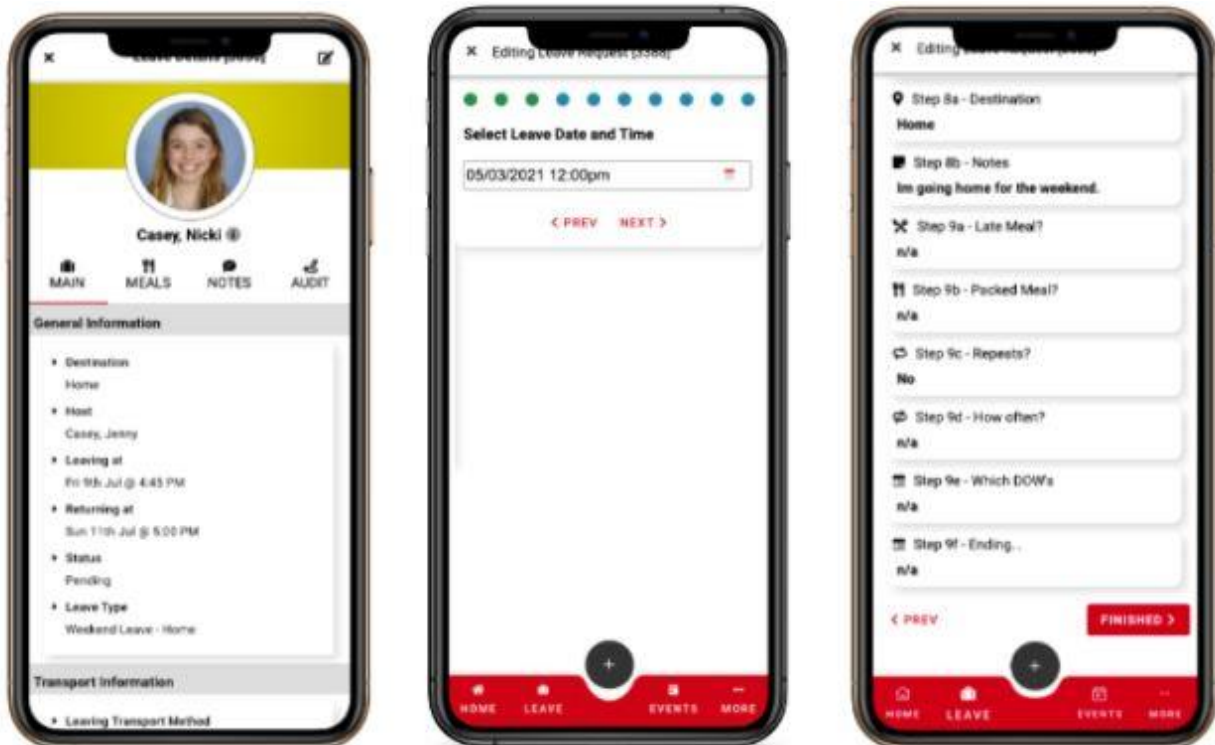 Leave Details
Casey, Nicki
MAIN MEALS NOTES AUDIT
General Information
Destination
Home
Host
Casey, Jenny
Leaving at
Fri 9th Jul @ 4:45 PM
Returning at
Sun 11th Jul @ 5:00 PM
Status
Pending
Leave Type
Weekend Leave - Home
Transport Information
Leaving Transport Method
Editing Leave Request
Select Leave Date and Time
05/03/2021 12:00pm
< PREV NEXT >
+
HOME LEAVE EVENTS MORE
Editing
Step 8a - Destination
Home
Step 8b - Notes
Im going home for the weekend.
Step 9a - Late Meal?
n/a
Step 9b - Packed Meal?
n/a
Step 9c - Repeats?
No
Step 9d - How often?
n/a
Step 9e - Which DOW's
n/a
Step 9f - Ending...
n/a
< PREV FINISHED >
+
HOME LEAVE EVENTS MORE